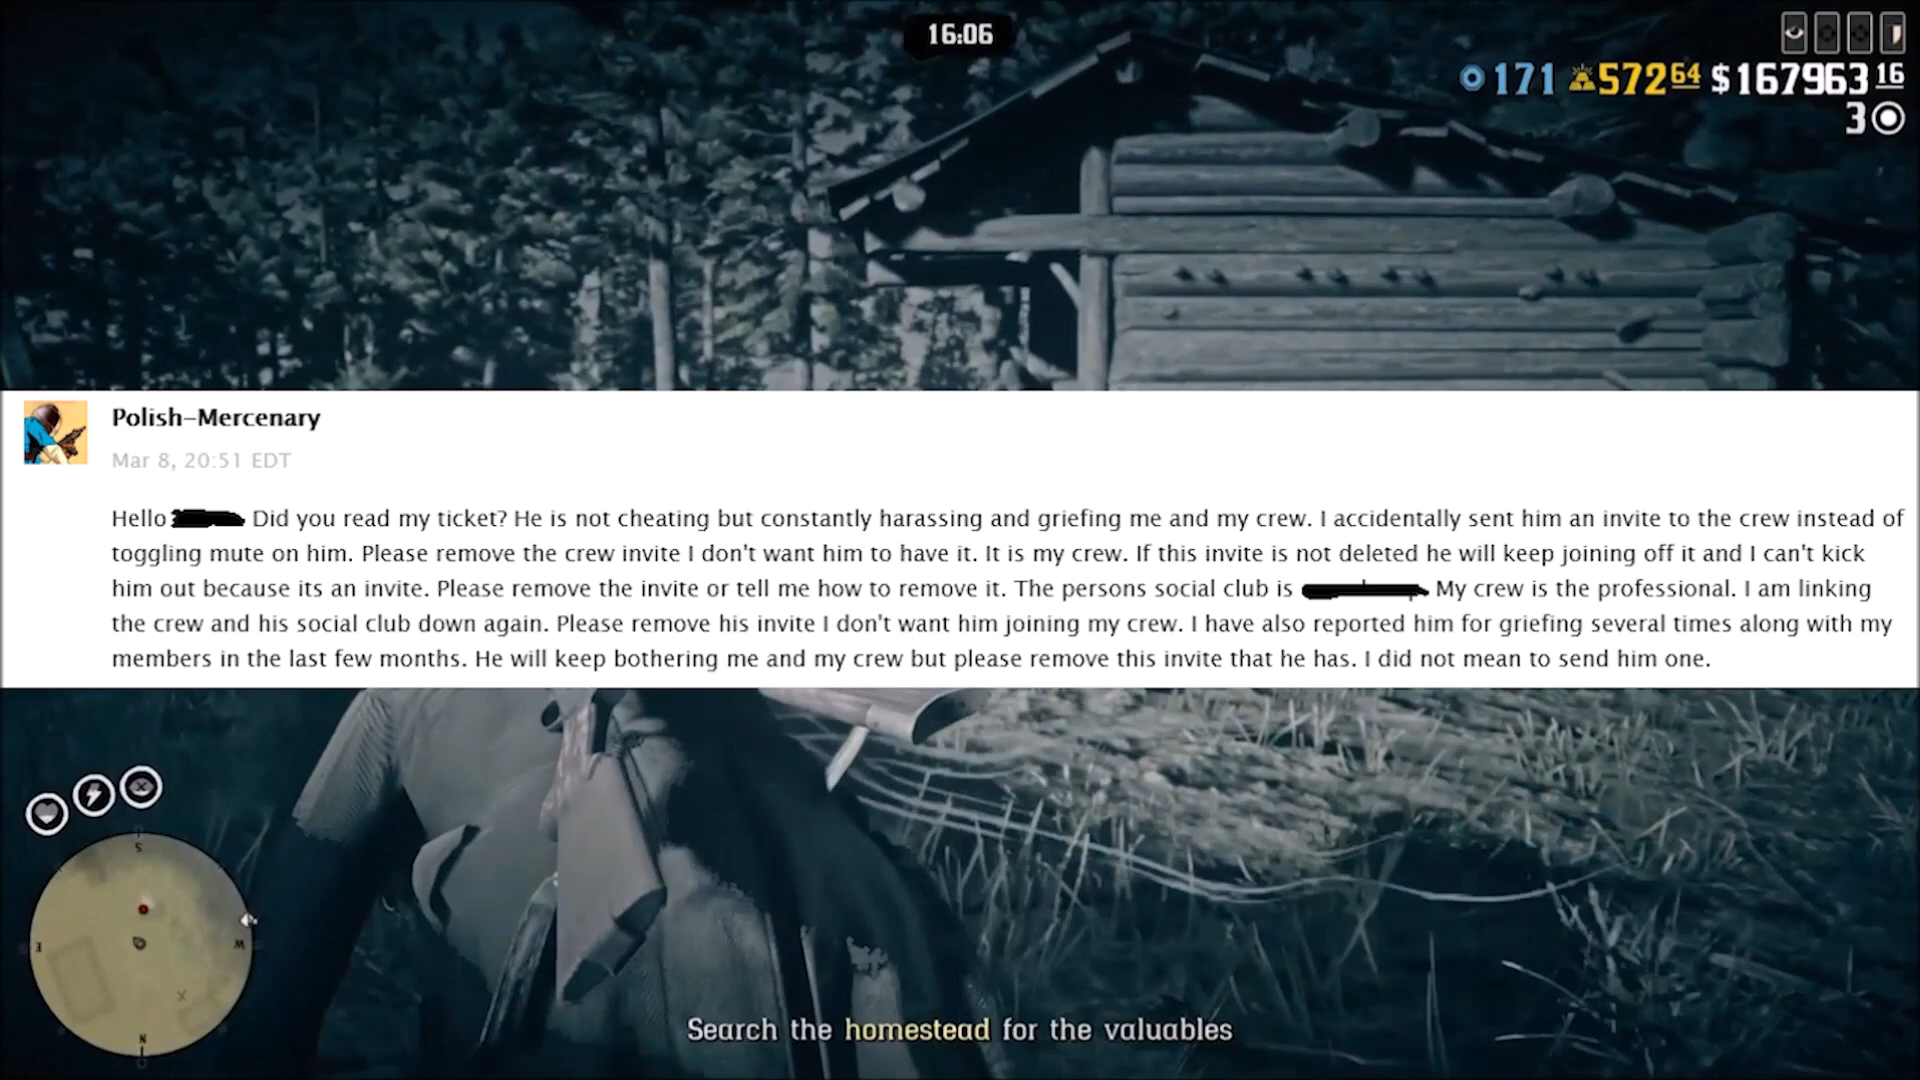 16:06
171 572 64 $167963 16
3
Polish-Mercenary
Mar 8, 20:51 EDT
Hello Did you read my ticket? He is not cheating but constantly harassing and griefing me and my crew. I accidentally sent him an invite to the crew instead of
toggling mute on him. Please remove the crew invite I don't want him to have it. It is my crew. If this invite is not deleted he will keep joining off it and I can't kick
him out because its an invite. Please remove the invite or tell me how to remove it. The persons social club is My crew is the professional. I am linking
the crew and his social club down again. Please remove his invite I don't want him joining my crew. I have also reported him for griefing several times along with my
members in the last few months. He will keep bothering me and my crew but please remove this invite that he has. I did not mean to send him one.
S
E W
N
Search the homestead for the valuables